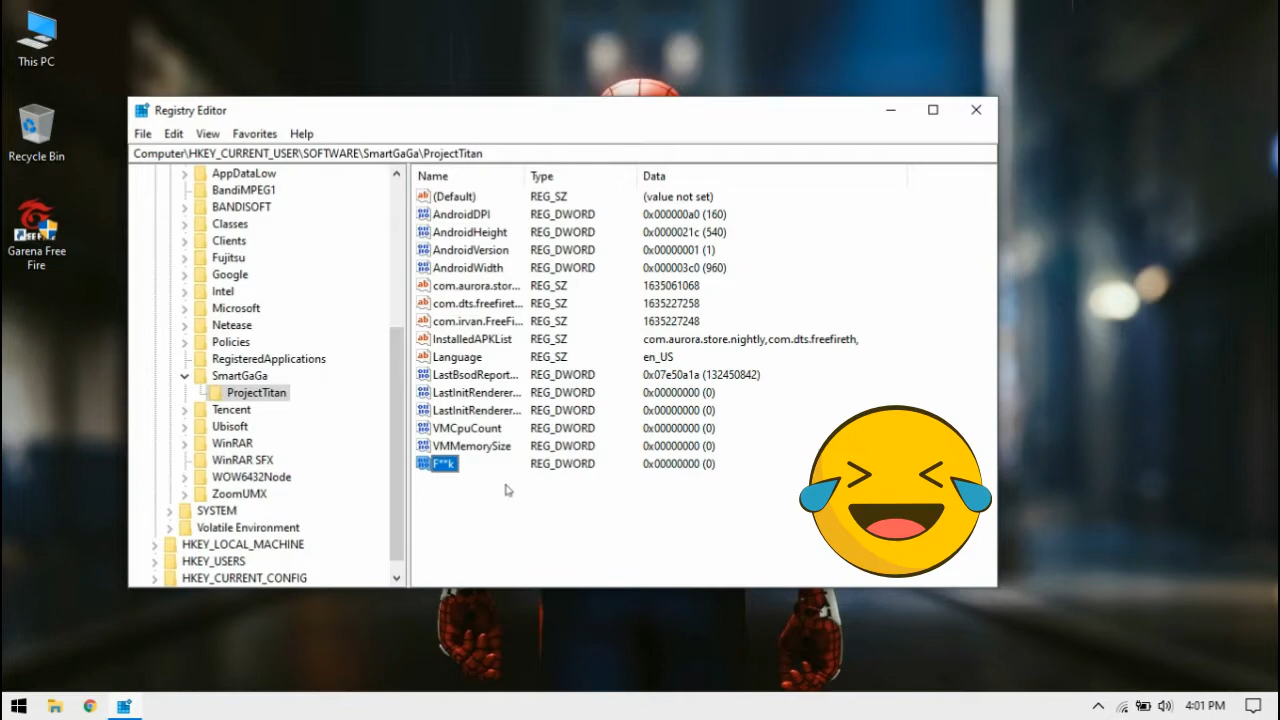 This PC
Recycle Bin
Garena Free
Fire
Registry Editor
File Edit View Favorites Help
Computer\HKEY_CURRENT_USER\SOFTWARE\SmartGaGa\ProjectTitan
AppDataLow
BandiMPEG1
BANDISOFT
Classes
Clients
Fujitsu
Google
Intel
Microsoft
Netease
Policies
RegisteredApplications
SmartGaGa
ProjectTitan
Tencent
Ubisoft
WinRAR
WinRAR SFX
WOW6432Node
ZoomUMX
SYSTEM
Volatile Environment
HKEY_LOCAL_MACHINE
HKEY_USERS
HKEY_CURRENT_CONFIG
Name Type Data
(Default) REG_SZ (value not set)
AndroidDPI REG_DWORD 0x000000a0 (160)
AndroidHeight REG_DWORD 0x0000021c (540)
AndroidVersion REG_DWORD 0x00000001 (1)
AndroidWidth REG_DWORD 0x000003c0 (960)
com.aurora.stor... REG_SZ 1635061068
com.dts.freefiret... REG_SZ 1635227258
com.irvan.FreeFi... REG_SZ 1635227248
InstalledAPKList REG_SZ com.aurora.store.nightly,com.dts.freefireth,
Language REG_SZ en_US
LastBsodReport... REG_DWORD 0x07e50a1a (132450842)
LastInitRenderer... REG_DWORD 0x00000000 (0)
LastInitRenderer... REG_DWORD 0x00000000 (0)
VMCpuCount REG_DWORD 0x00000000 (0)
VMMemorySize REG_DWORD 0x00000000 (0)
F**k REG_DWORD 0x00000000 (0)
4:01 PM